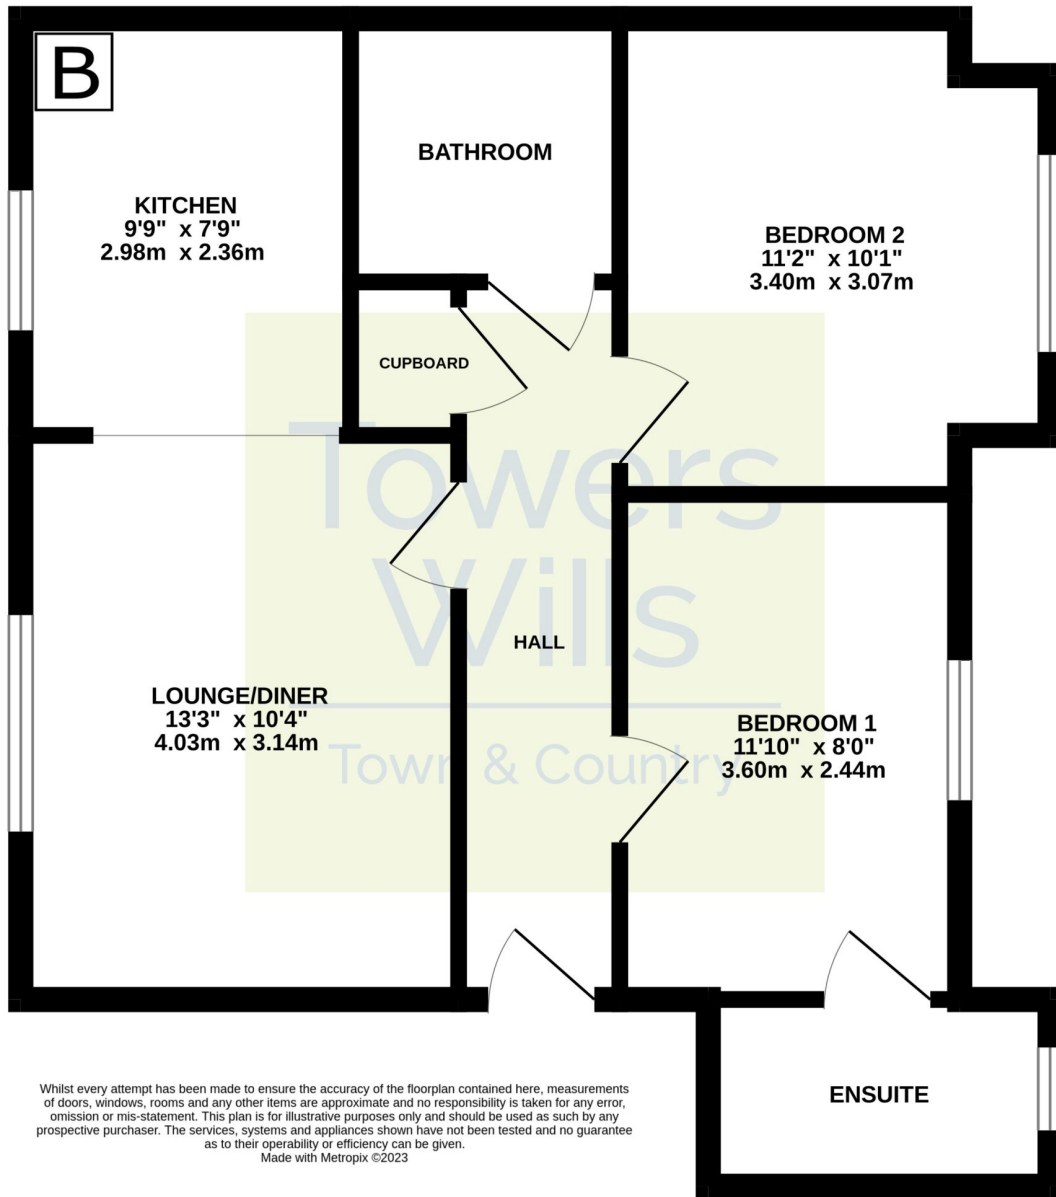 B
BATHROOM
KITCHEN
9'9" x 7'9"
2.98m x 2.36m
BEDROOM 2
11'2" x 10'1"
3.40m x 3.07m
CUPBOARD
Towers
Wills
HALL
LOUNGE/DINER
13'3" x 10'4"
4.03m x 3.14m
BEDROOM 1
11'10" x 8'0"
3.60m x 2.44m
Town & Country
ENSUITE
Whilst every attempt has been made to ensure the accuracy of the floorplan contained here, measurements
of doors, windows, rooms and any other items are approximate and no responsibility is taken for any error,
omission or mis-statement. This plan is for illustrative purposes only and should be used as such by any
prospective purchaser. The services, systems and appliances shown have not been tested and no guarantee
as to their operability or efficiency can be given.
Made with Metropix ©2023